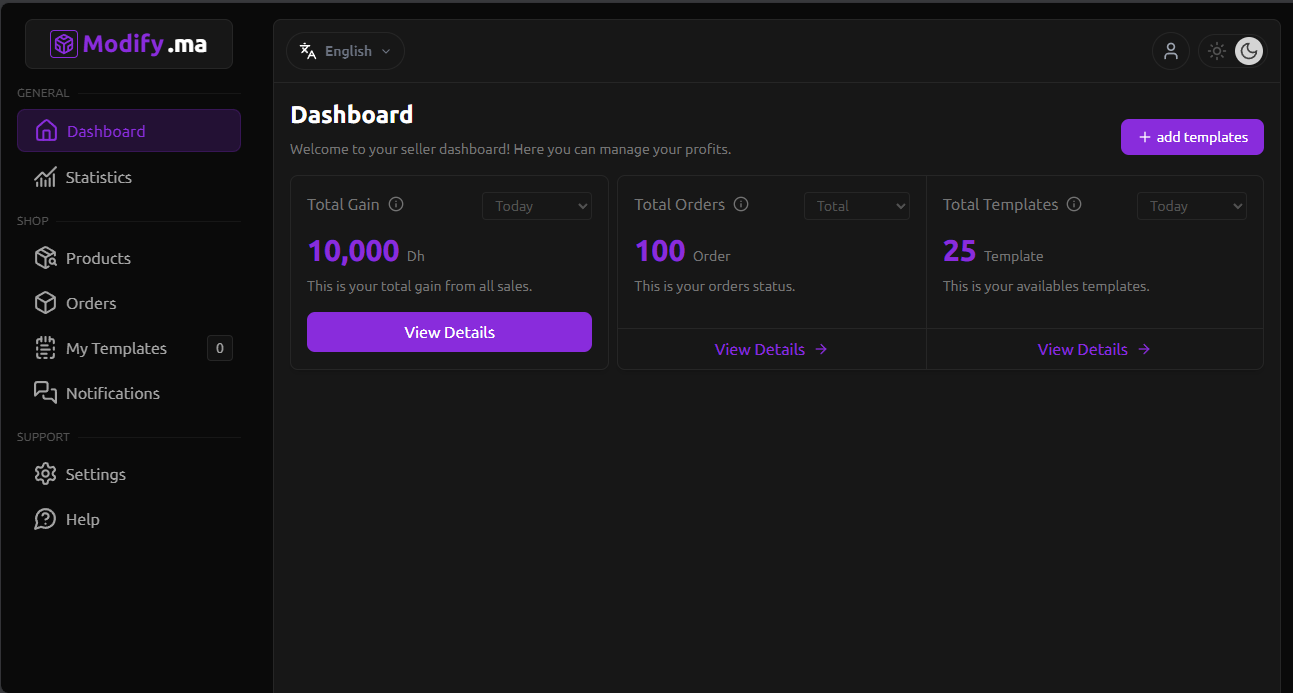 Modify.ma
GENERAL
Dashboard
Statistics
SHOP
Products
Orders
My Templates 0
Notifications
SUPPORT
Settings
Help
English
Dashboard
Welcome to your seller dashboard! Here you can manage your profits.
+ add templates
Total Gain Today
10,000 Dh
This is your total gain from all sales.
View Details
Total Orders Total
100 Order
This is your orders status.
View Details →
Total Templates Today
25 Template
This is your availables templates.
View Details →